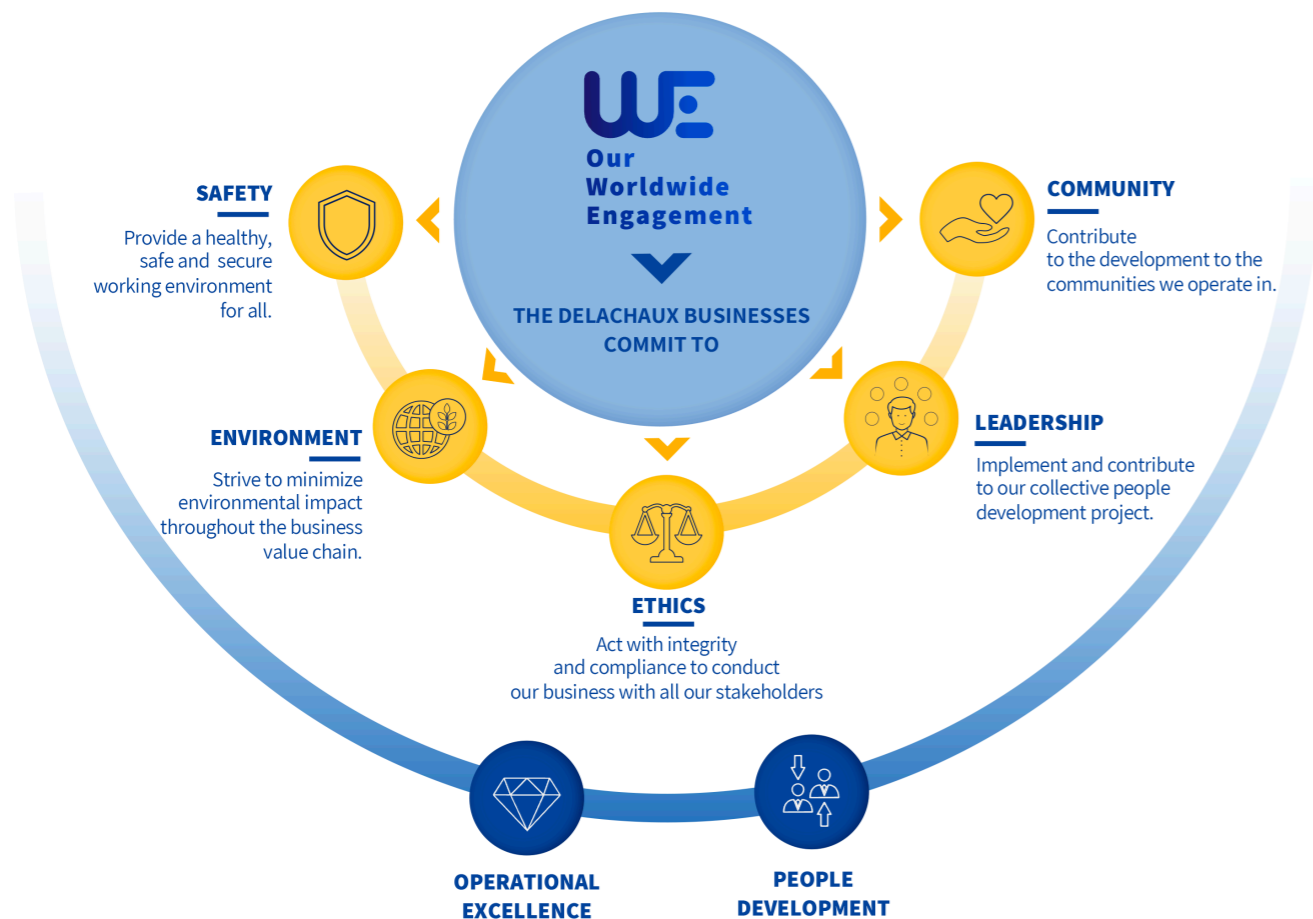 WE
Our
Worldwide
Engagement
THE DELACHAUX BUSINESSES
COMMIT TO
SAFETY
Provide a healthy,
safe and secure
working environment
for all.
ENVIRONMENT
Strive to minimize
environmental impact
throughout the business
value chain.
ETHICS
Act with integrity
and compliance to conduct
our business with all our stakeholders
LEADERSHIP
Implement and contribute
to our collective people
development project.
COMMUNITY
Contribute
to the development to the
communities we operate in.
OPERATIONAL
EXCELLENCE
PEOPLE
DEVELOPMENT